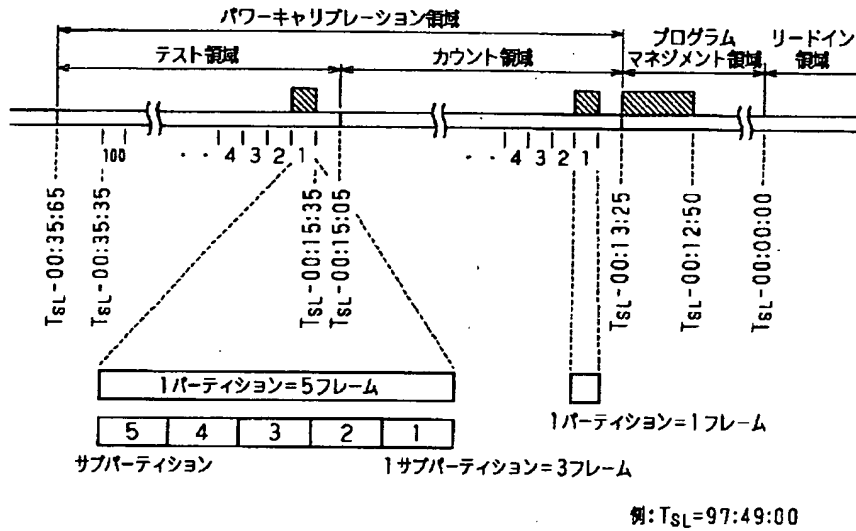 パワーキャリブレーション領域
テスト領域
カウント領域
プログラム
マネジメント領域
リードイン
領域
100
・・4 3 2 1
・・4 3 2 1
TSL-00:35:65
TSL-00:35:35
TSL-00:15:35
TSL-00:15:05
TSL-00:13:25
TSL-00:12:50
TSL-00:00:00
1パーティション=5フレーム
5 4 3 2 1
サブパーティション
1サブパーティション=3フレーム
1パーティション=1フレーム
例:TSL=97:49:00